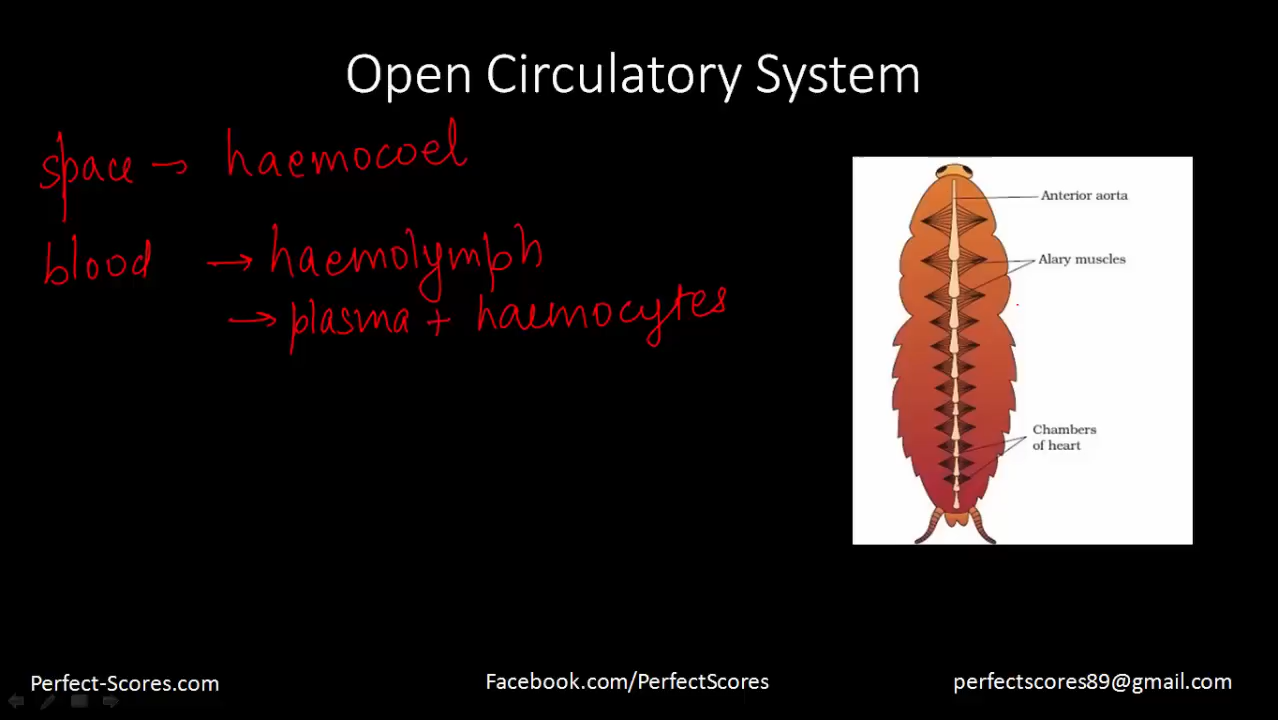 Open Circulatory System
space → haemocoel
blood → haemolymph
→ plasma + haemocytes
Anterior aorta
Alary muscles
Chambers
of heart
Perfect-Scores.com
Facebook.com/PerfectScores
perfectscores89@gmail.com